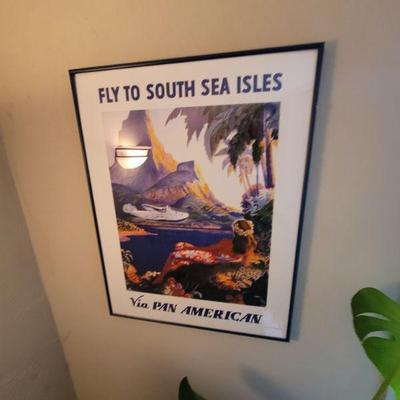 FLY TO SOUTH SEA ISLES
Via PAN AMERICAN